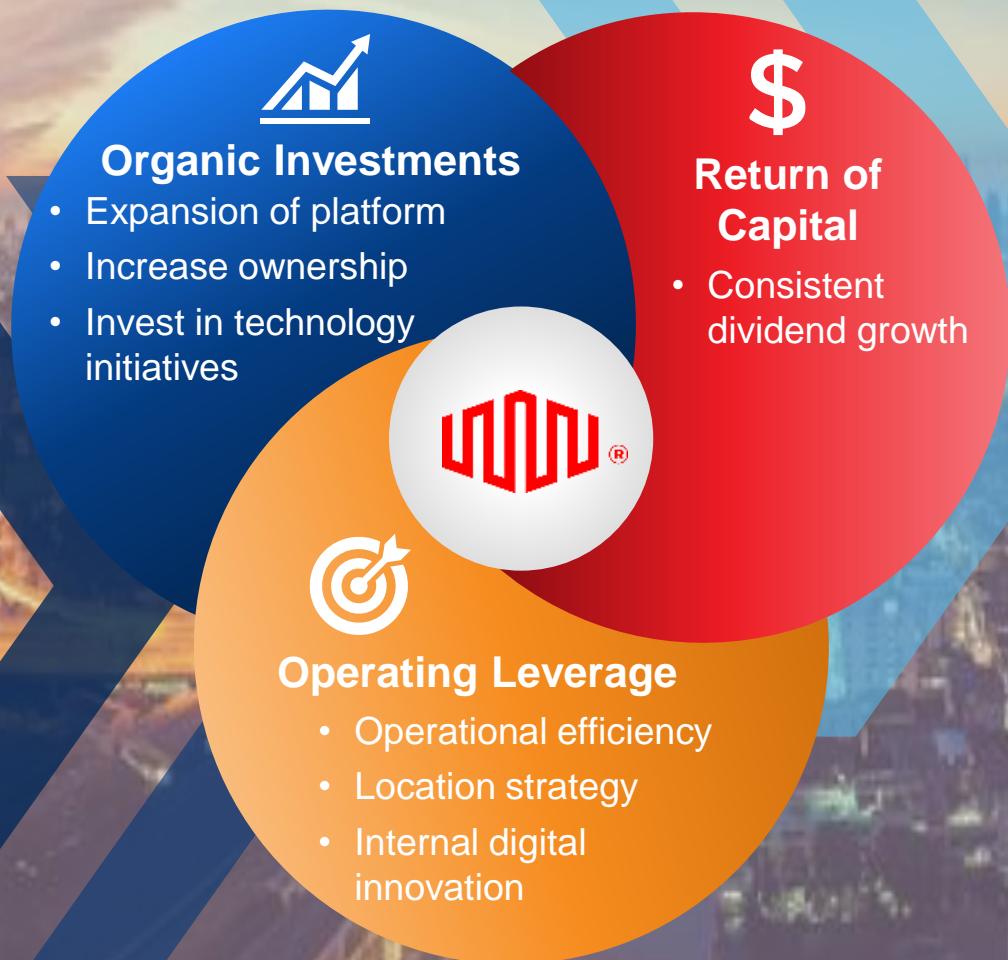 Organic Investments
• Expansion of platform
• Increase ownership
• Invest in technology
initiatives
$
Return of
Capital
• Consistent
dividend growth
®
Operating Leverage
• Operational efficiency
• Location strategy
• Internal digital
innovation